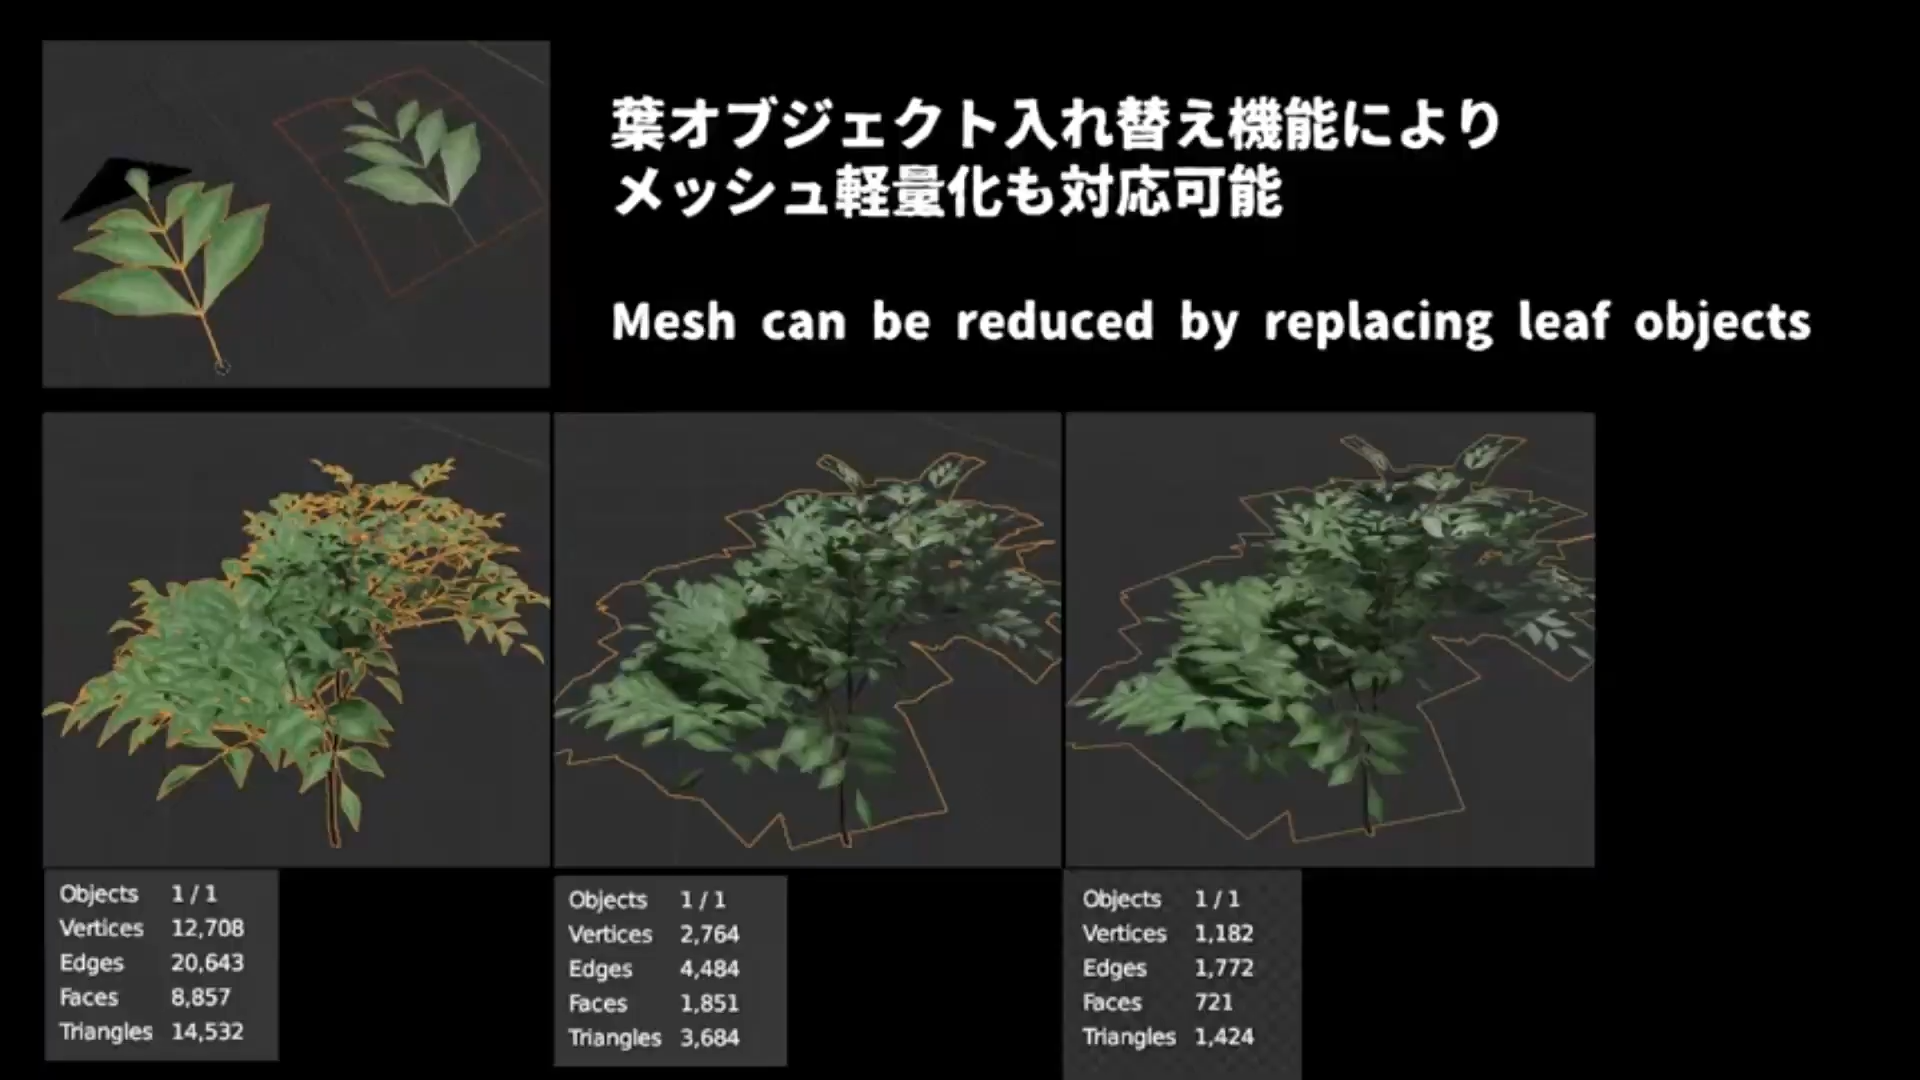 葉オブジェクト入れ替え機能により
メッシュ軽量化も対応可能
Mesh can be reduced by replacing leaf objects
Objects 1 / 1
Vertices 12,708
Edges 20,643
Faces 8,857
Triangles 14,532
Objects 1 / 1
Vertices 2,764
Edges 4,484
Faces 1,851
Triangles 3,684
Objects 1 / 1
Vertices 1,182
Edges 1,772
Faces 721
Triangles 1,424